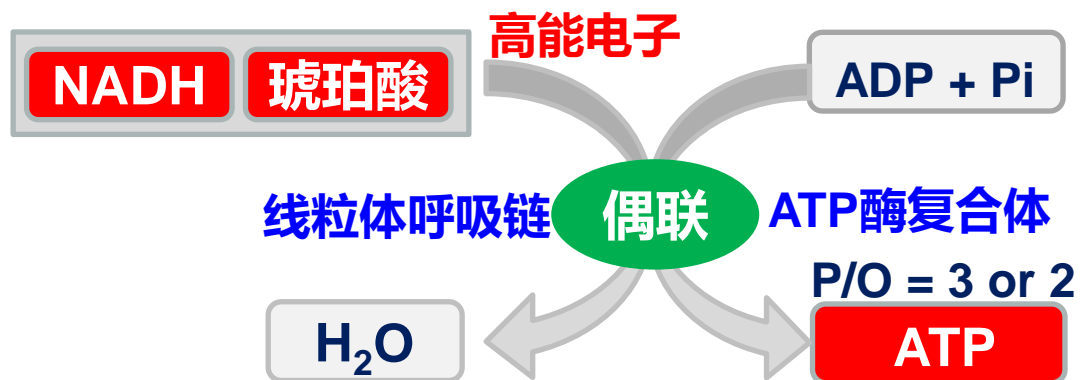 高能电子
NADH
琥珀酸
ADP + Pi
线粒体呼吸链
偶联
ATP酶复合体
P/O = 3 or 2
H₂O
ATP